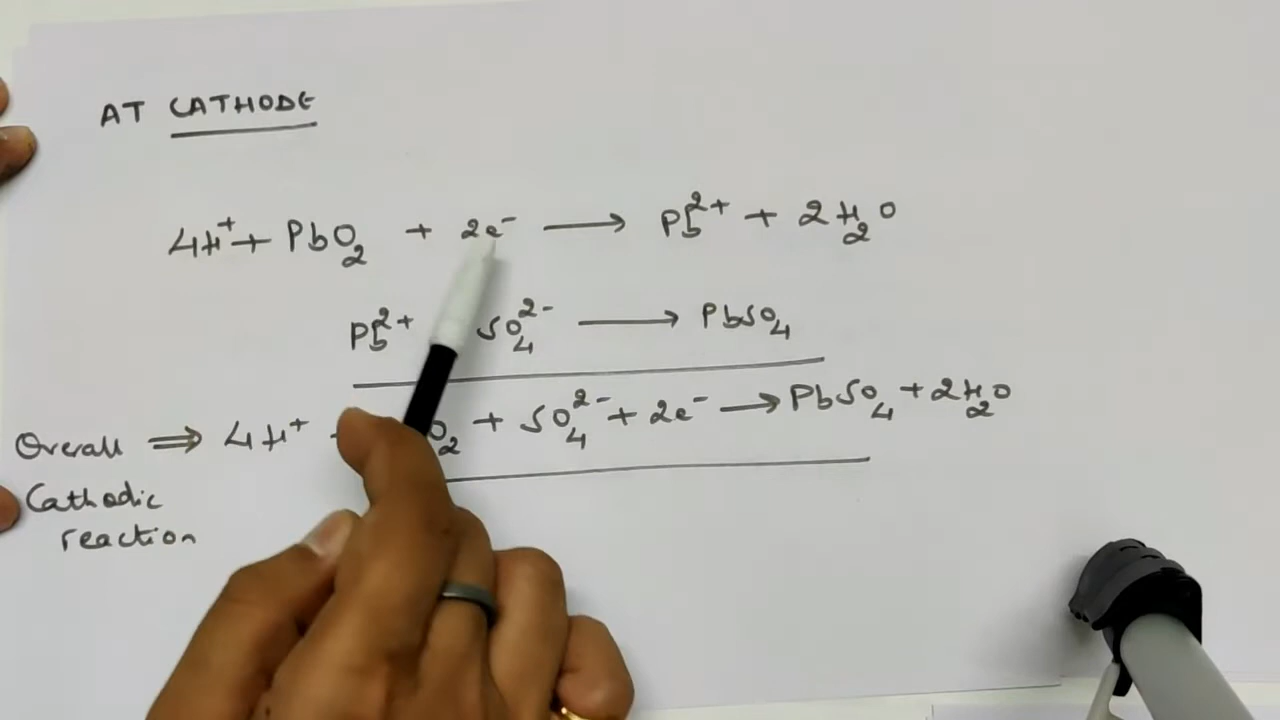 AT CATHODE
4H⁺ + PbO₂ + 2e⁻ ⟶ Pb²⁺ + 2H₂O
Pb²⁺ SO₄²⁻ ⟶ PbSO₄
Overall ⟹ 4H⁺ O₂ + SO₄²⁻ + 2e⁻ ⟶ PbSO₄ + 2H₂O
Cathodic
reaction